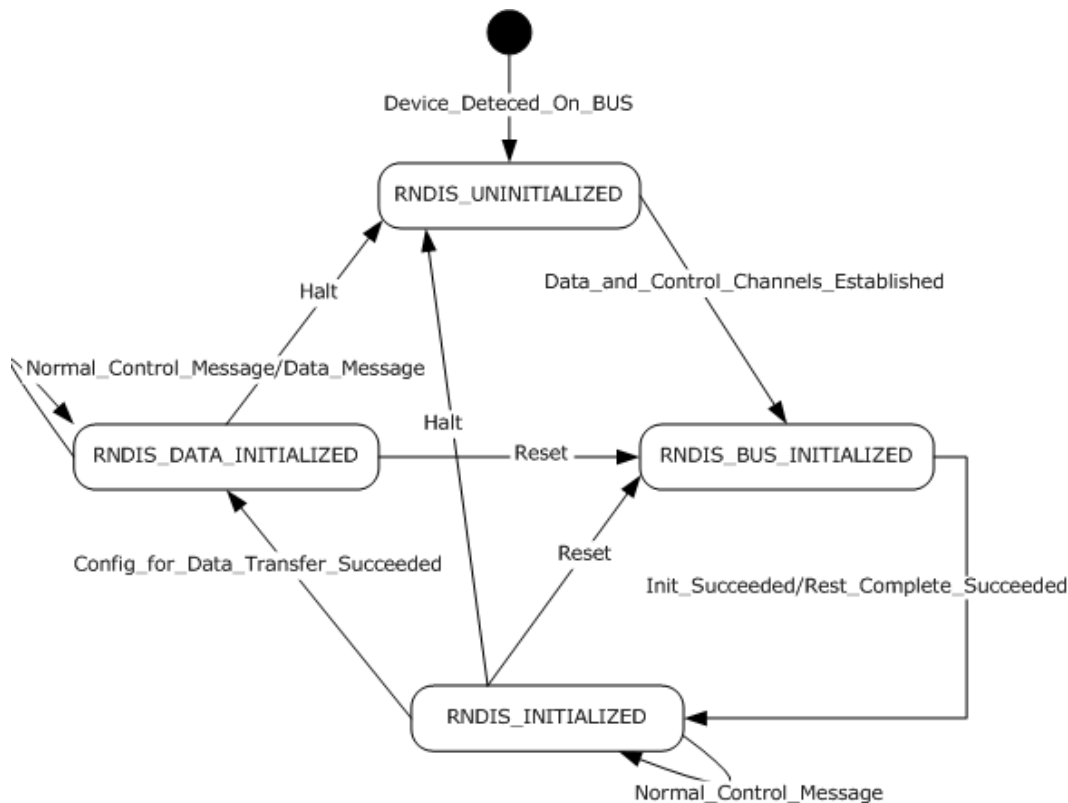 Device_Deteced_On_BUS
RNDIS_UNINITIALIZED
Data_and_Control_Channels_Established
Halt
Normal_Control_Message/Data_Message
Halt
RNDIS_DATA_INITIALIZED
Reset
RNDIS_BUS_INITIALIZED
Reset
Config_for_Data_Transfer_Succeeded
Init_Succeeded/Rest_Complete_Succeeded
RNDIS_INITIALIZED
Normal_Control_Message